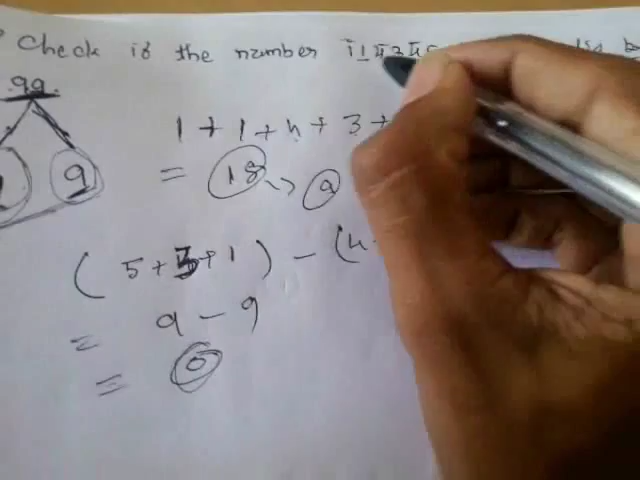 Check if the number 114345
99
9
1 + 1 + 4 + 3 +
= 18 → 9
(5+3+1) - (4
= 9 - 9
= 0